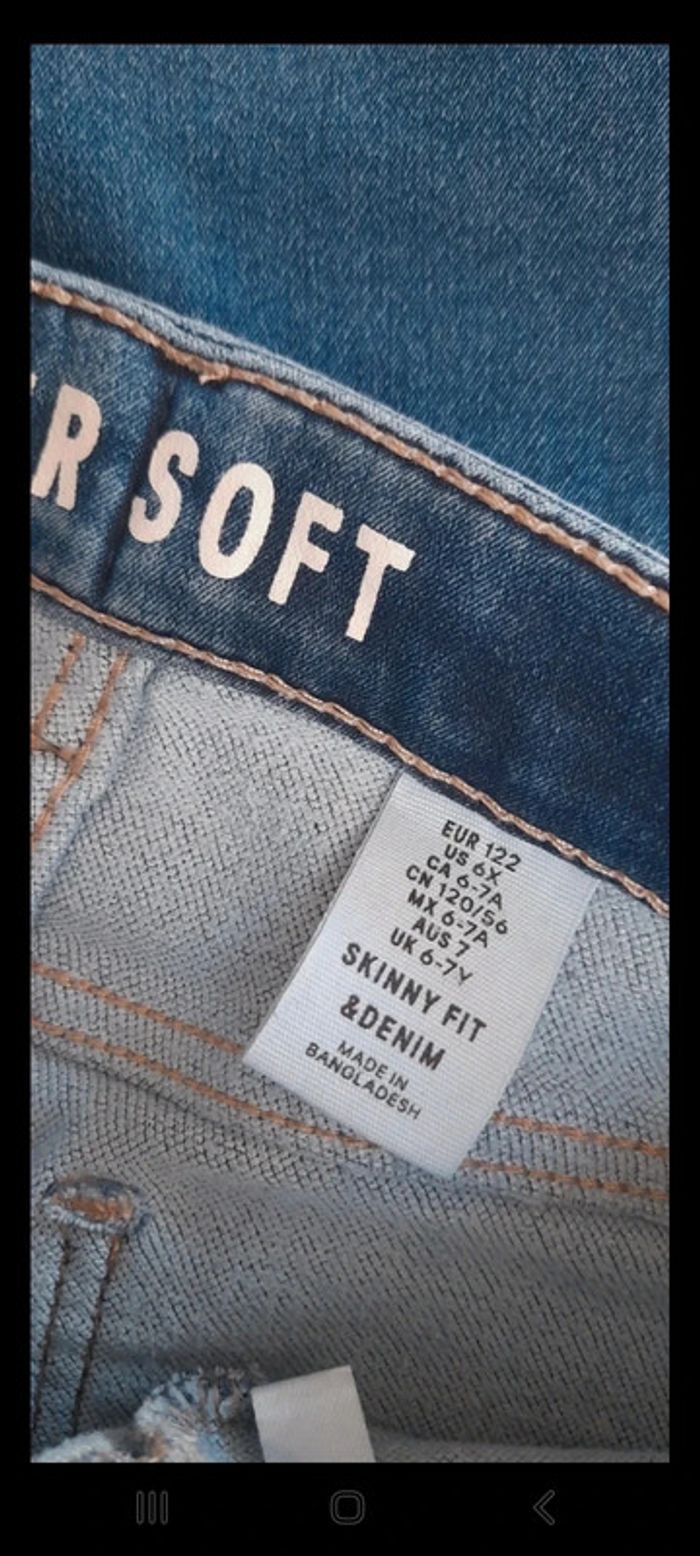 R SOFT
EUR 122
US 6X
CA 6-7A
CN 120/56
MX 6-7A
AUS 7
UK 6-7Y
SKINNY FIT
&DENIM
MADE IN
BANGLADESH